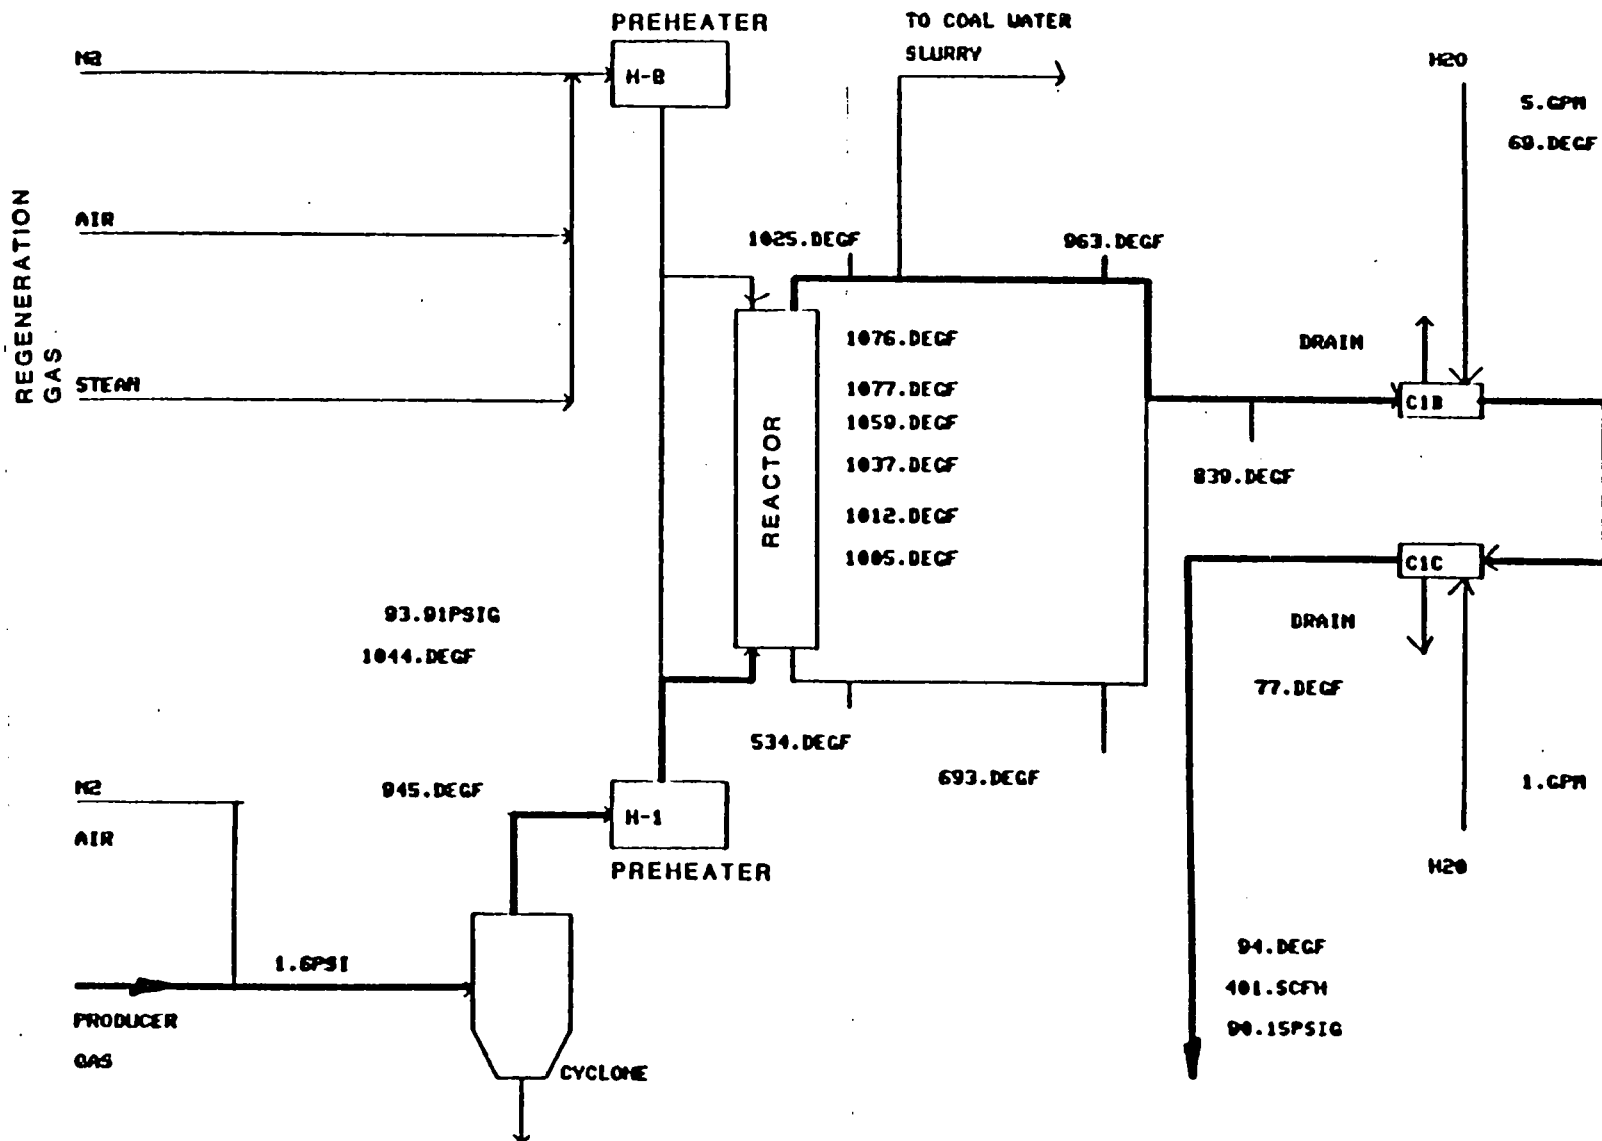 PREHEATER
TO COAL WATER
SLURRY
N2
H-B
H2O
5.GPM
69.DEGF
REGENERATION
GAS
AIR
1025.DEGF
963.DEGF
STEAM
1076.DEGF
1077.DEGF
1059.DEGF
1037.DEGF
1012.DEGF
1005.DEGF
REACTOR
DRAIN
C1B
839.DEGF
C1C
DRAIN
93.91PSIG
1044.DEGF
77.DEGF
534.DEGF
693.DEGF
945.DEGF
N2
AIR
H-1
PREHEATER
1.GPM
H2O
1.6PSI
PRODUCER
GAS
CYCLONE
94.DEGF
401.SCFH
90.15PSIG